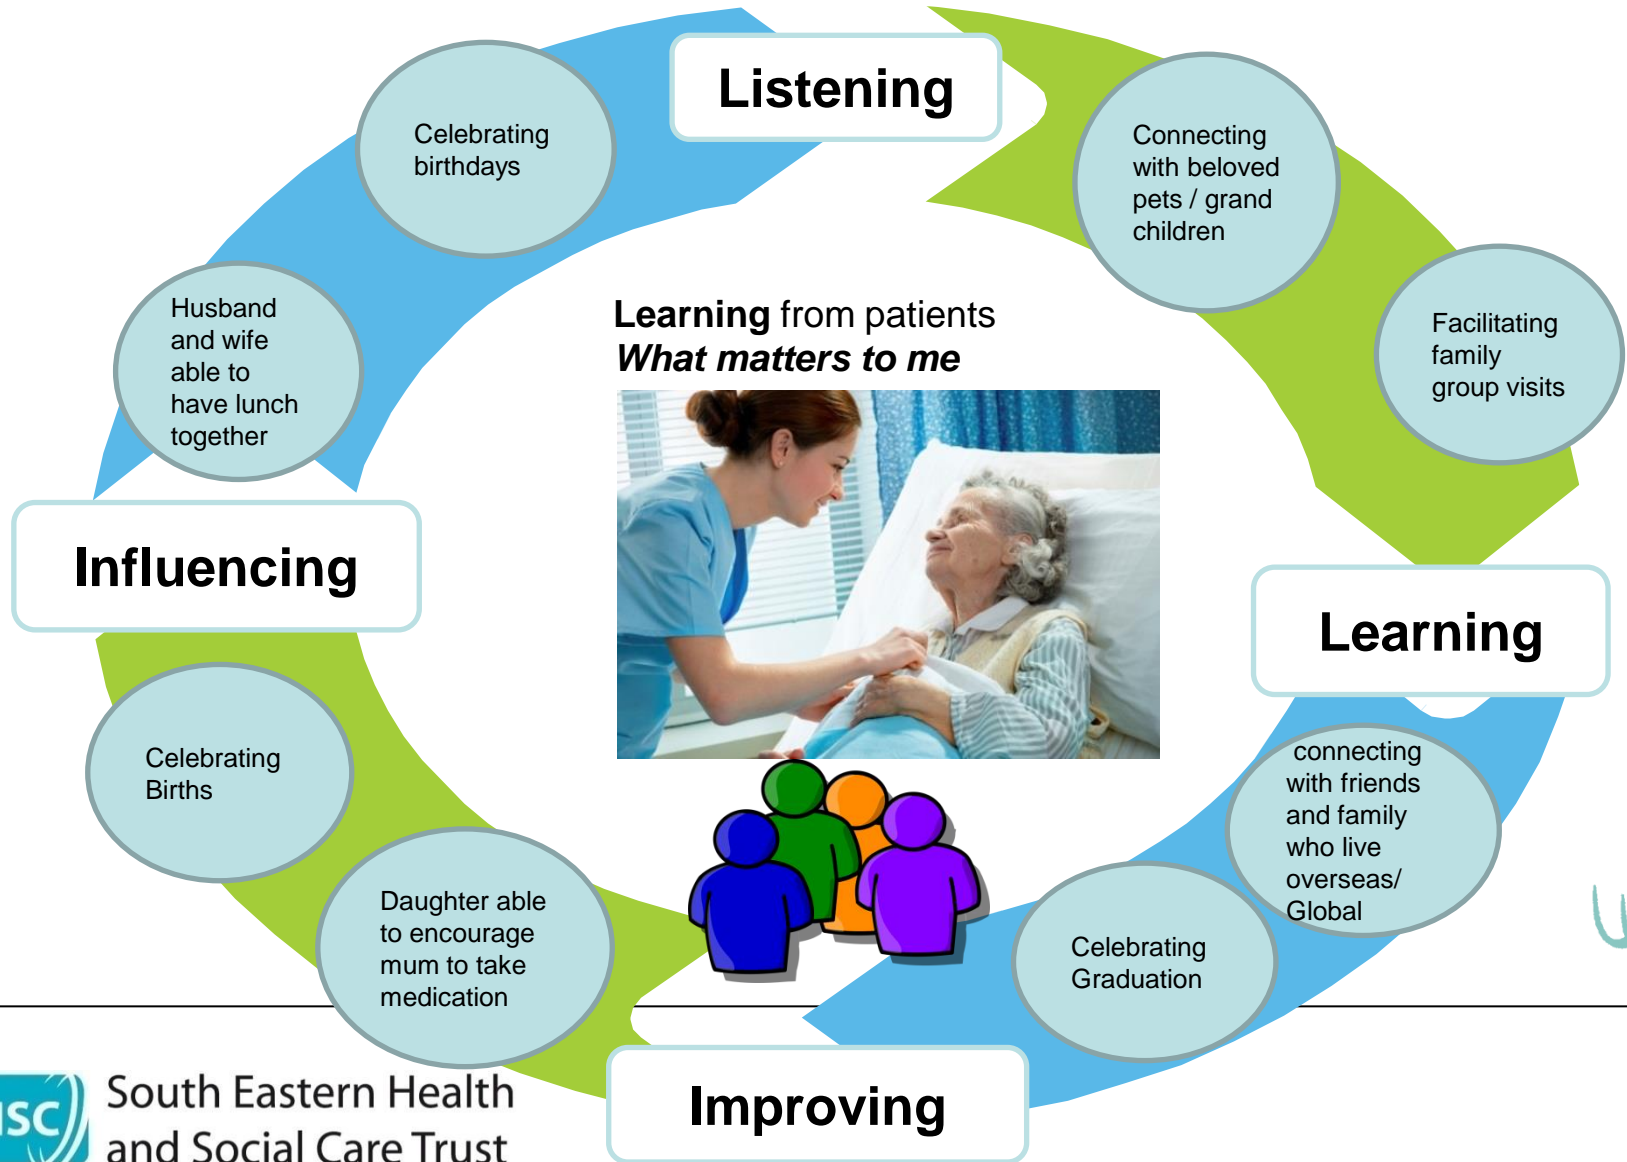 Listening
Celebrating
birthdays
Connecting
with beloved
pets / grand
children
Husband
and wife
able to
have lunch
together
Learning from patients
What matters to me
Facilitating
family
group visits
Influencing
Learning
Celebrating
Births
connecting
with friends
and family
who live
overseas/
Global
Daughter able
to encourage
mum to take
medication
Celebrating
Graduation
Improving
South Eastern Health
and Social Care Trust